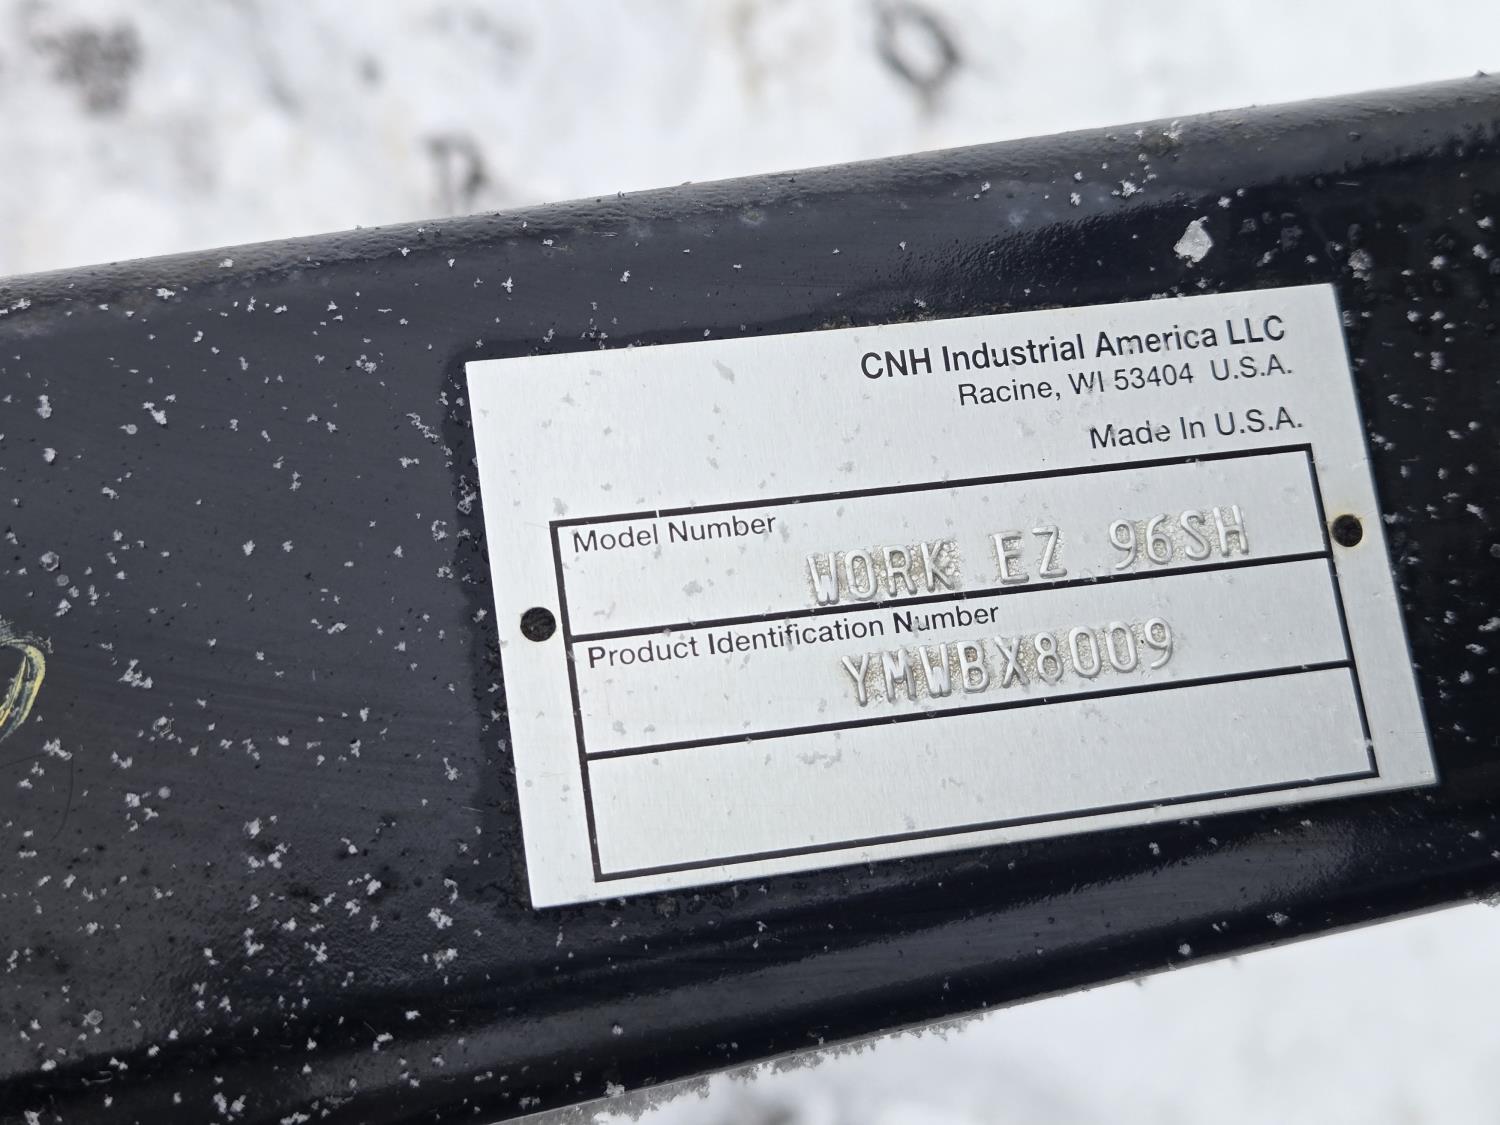 CNH Industrial America LLC
Racine, WI 53404 U.S.A.
Made In U.S.A.
Model Number
WORK EZ 96SH
Product Identification Number
YMWBX8009